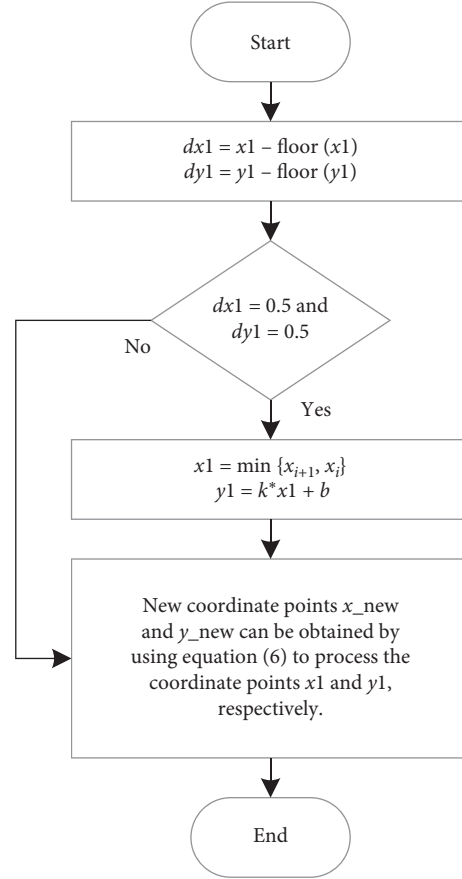 Start
dx1 = x1 – floor (x1)
dy1 = y1 – floor (y1)
dx1 = 0.5 and
dy1 = 0.5
No
Yes
x1 = min {x_{i+1}, x_i}
y1 = k*x1 + b
New coordinate points x_new
and y_new can be obtained by
using equation (6) to process the
coordinate points x1 and y1,
respectively.
End